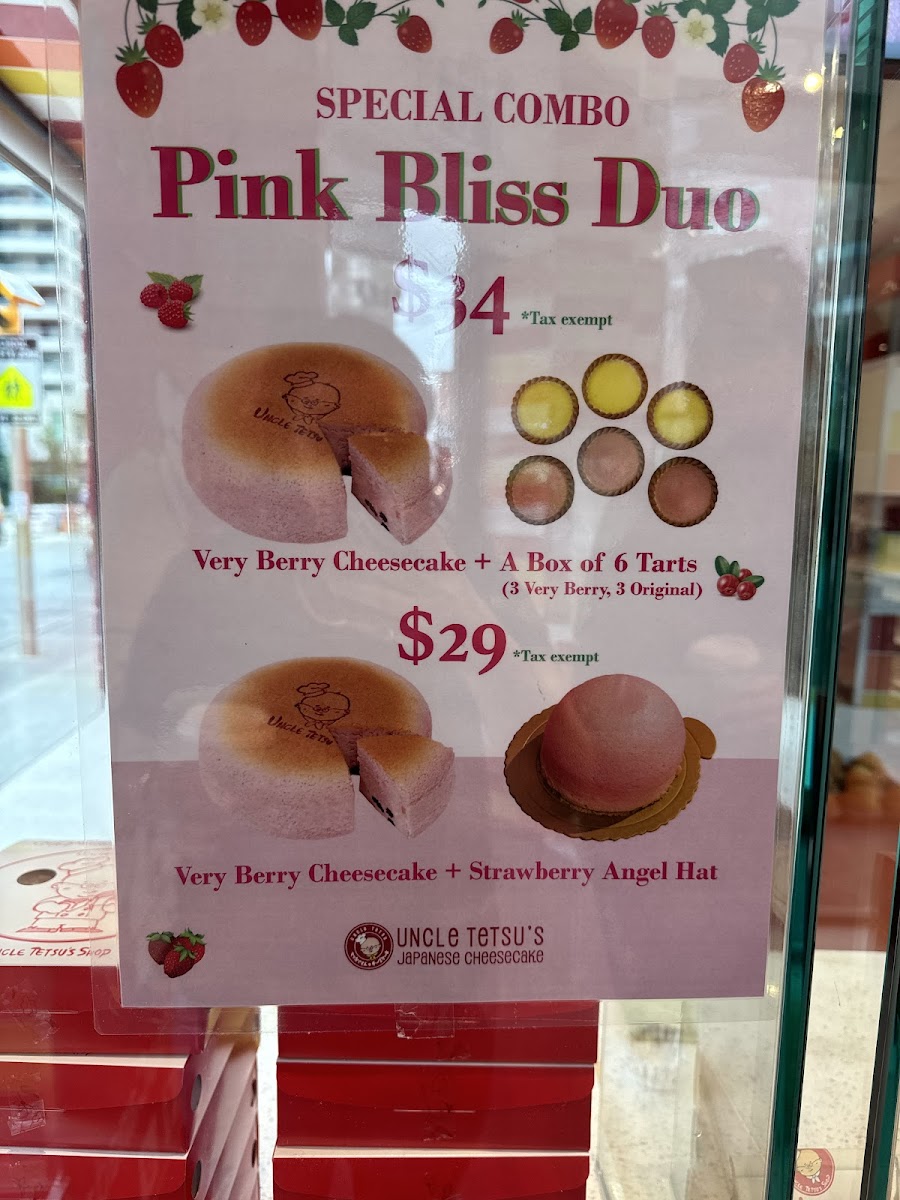 SPECIAL COMBO
Pink Bliss Duo
$34 *Tax exempt
UNCLE TETSU
Very Berry Cheesecake + A Box of 6 Tarts
(3 Very Berry, 3 Original)
$29 *Tax exempt
UNCLE TETSU
Very Berry Cheesecake + Strawberry Angel Hat
UNCLE TETSU'S
JAPANESE CHEESECAKE
UNCLE TETSU'S SHOP